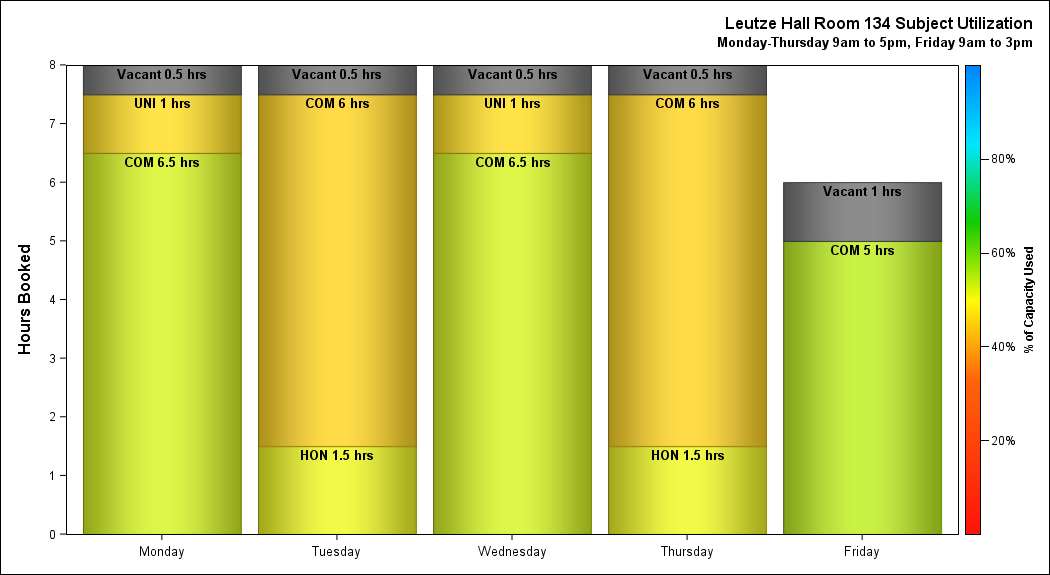 Leutze Hall Room 134 Subject Utilization
Monday-Thursday 9am to 5pm, Friday 9am to 3pm
Hours Booked
8
7
6
5
4
3
2
1
0
Vacant 0.5 hrs
UNI 1 hrs
COM 6.5 hrs
Monday
Vacant 0.5 hrs
COM 6 hrs
HON 1.5 hrs
Tuesday
Vacant 0.5 hrs
UNI 1 hrs
COM 6.5 hrs
Wednesday
Vacant 0.5 hrs
COM 6 hrs
HON 1.5 hrs
Thursday
Vacant 1 hrs
COM 5 hrs
Friday
80%
60%
40%
20%
% of Capacity Used